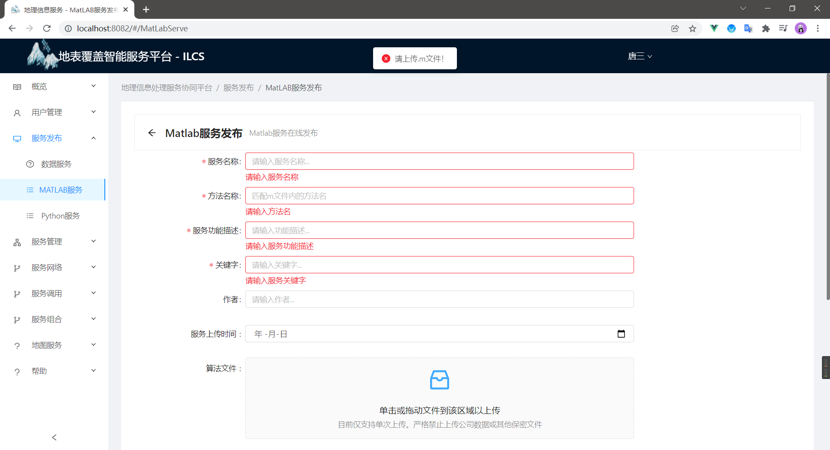 地理信息服务 - MatLAB服务发
localhost:8082/#/MatLabServe
地表覆盖智能服务平台 - ILCS
请上传.m文件！
唐三
概览
用户管理
服务发布
数据服务
MATLAB服务
Python服务
服务管理
服务网络
服务调用
服务组合
地图服务
帮助
地理信息处理服务协同平台 / 服务发布 / MatLAB服务发布
Matlab服务发布 Matlab服务在线发布
* 服务名称: 请输入服务名称...
请输入服务名称
* 方法名称: 匹配m文件内的方法名
请输入方法名
* 服务功能描述: 请输入功能描述...
请输入服务功能描述
* 关键字: 请输入关键字...
请输入服务关键字
作者: 请输入作者...
服务上传时间 : 年 -月-日
算法文件 :
单击或拖动文件到该区域以上传
目前仅支持单次上传，严格禁止上传公司数据或其他保密文件